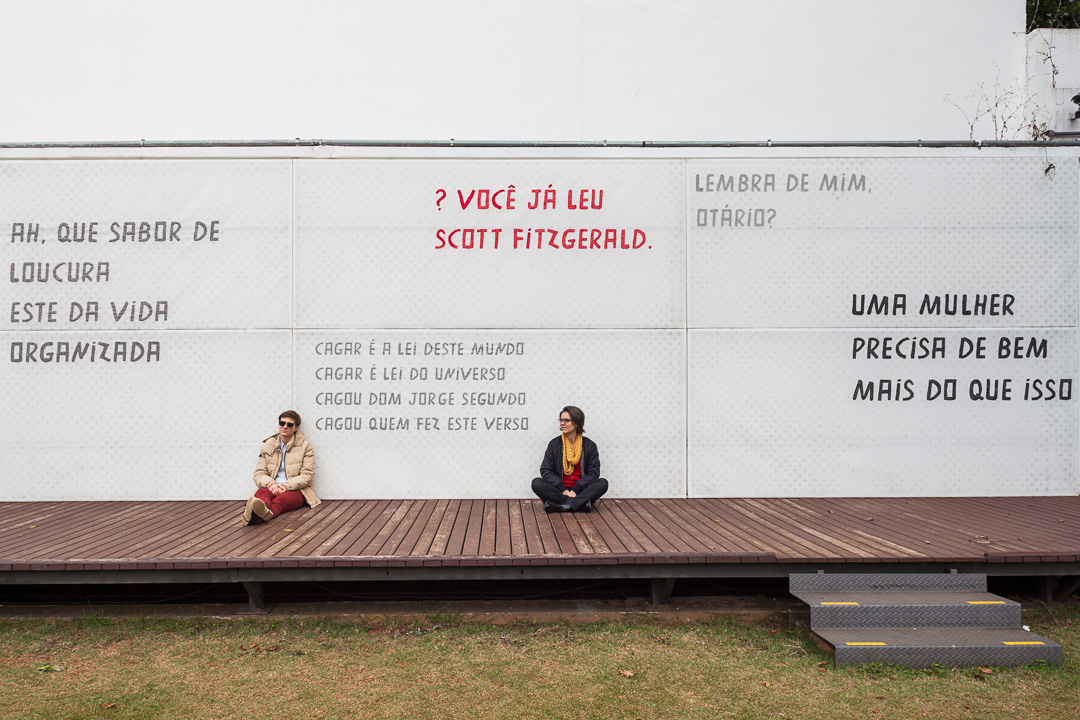 AH, QUE SABOR DE
LOUCURA
ESTE DA VIDA
ORGANIZADA
? VOCÊ JÁ LEU
SCOTT FITZGERALD.
CAGAR É A LEI DESTE MUNDO
CAGAR É LEI DO UNIVERSO
CAGOU DOM JORGE SEGUNDO
CAGOU QUEM FEZ ESTE VERSO
LEMBRA DE MIM,
OTÁRIO?
UMA MULHER
PRECISA DE BEM
MAIS DO QUE ISSO